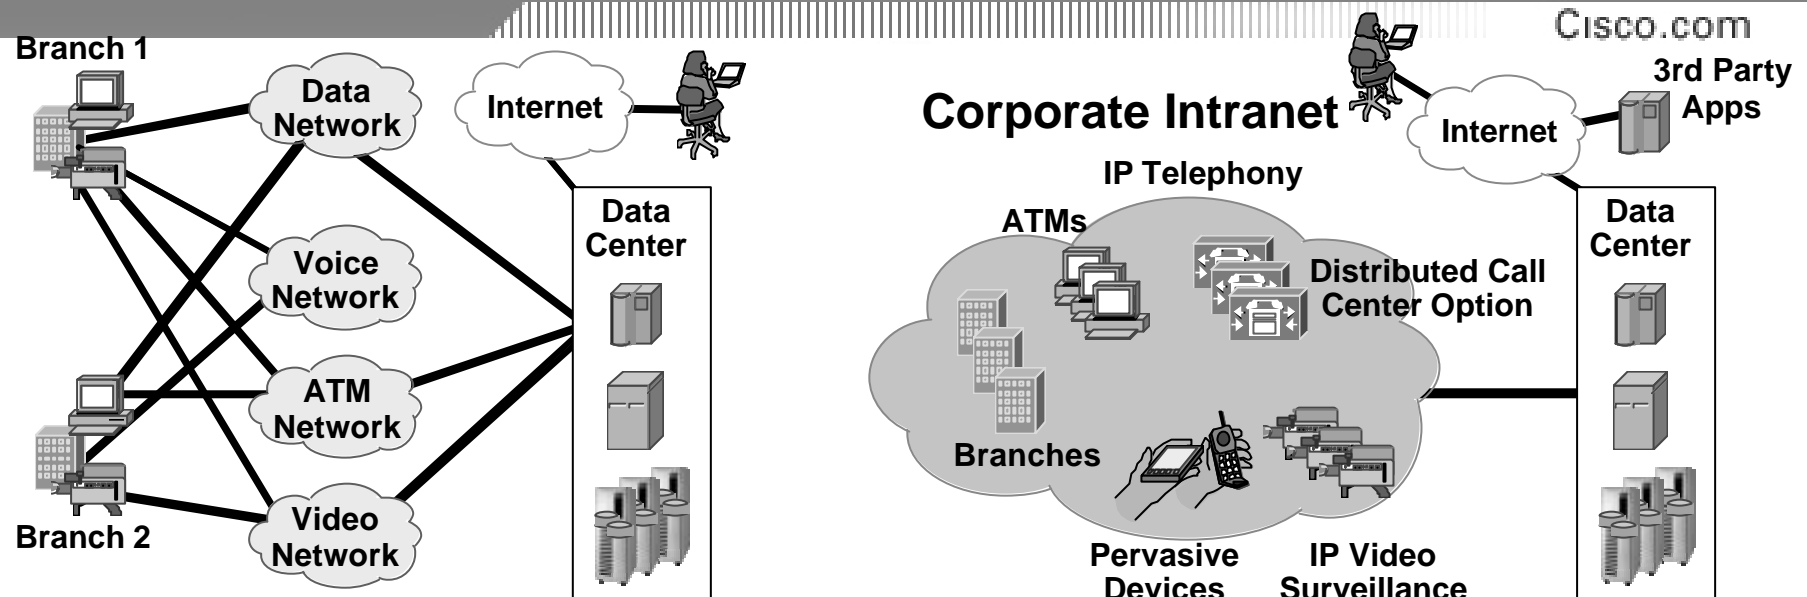 Cisco.com
Branch 1
Data
Network
Internet
Voice
Network
ATM
Network
Video
Network
Branch 2
Data
Center
Corporate Intranet
Internet
3rd Party
Apps
IP Telephony
ATMs
Distributed Call
Center Option
Branches
Pervasive
Devices
IP Video
Surveillance
Data
Center